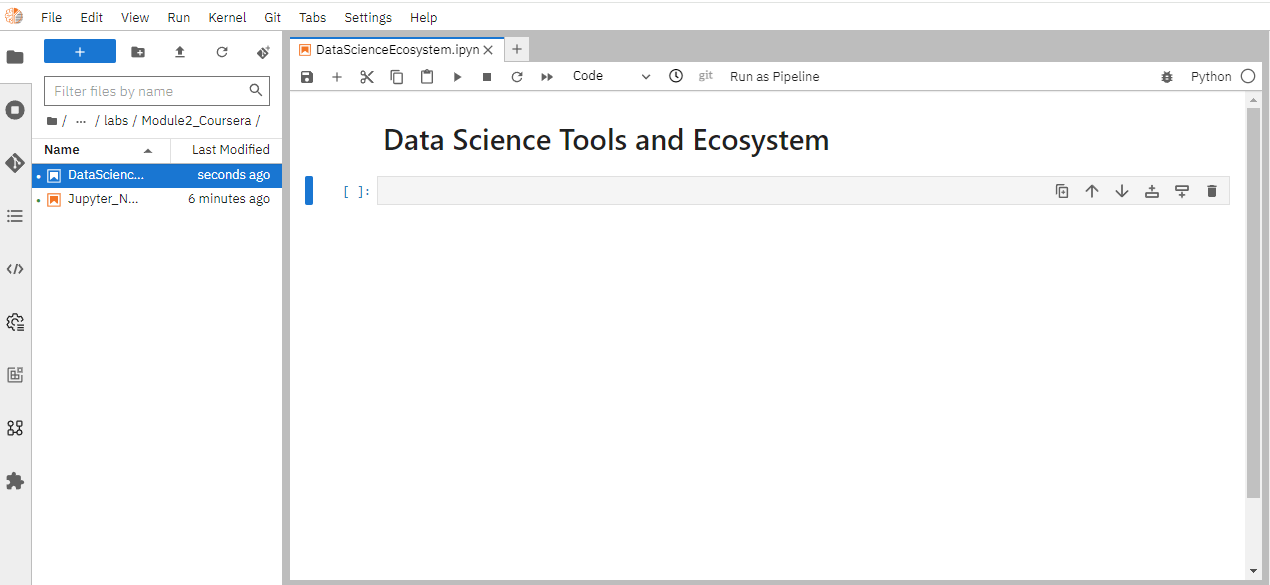 File Edit View Run Kernel Git Tabs Settings Help
DataScienceEcosystem.ipyn
Filter files by name
Code git Run as Pipeline Python
/ ... / labs / Module2_Coursera /
Name Last Modified
DataScienc... seconds ago
Jupyter_N... 6 minutes ago
Data Science Tools and Ecosystem
[ ]: